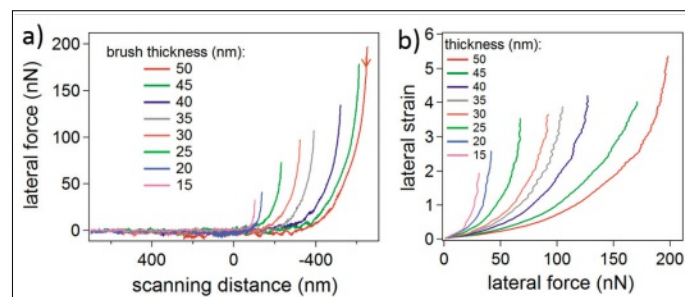 a)
brush thickness (nm):
50
45
40
35
30
25
20
15
200
150
100
50
0
lateral force (nN)
400 0 -400
scanning distance (nm)
b)
thickness (nm):
50
45
40
35
30
25
20
15
6
5
4
3
2
1
0
lateral strain
0 50 100 150 200
lateral force (nN)